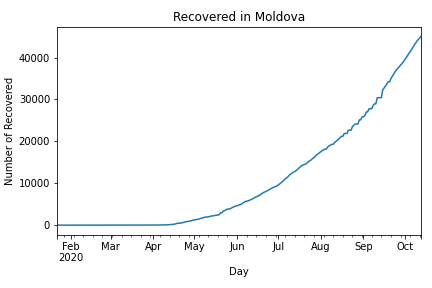 Recovered in Moldova
Number of Recovered
40000
30000
20000
10000
0
Feb Mar Apr May Jun Jul Aug Sep Oct
2020
Day